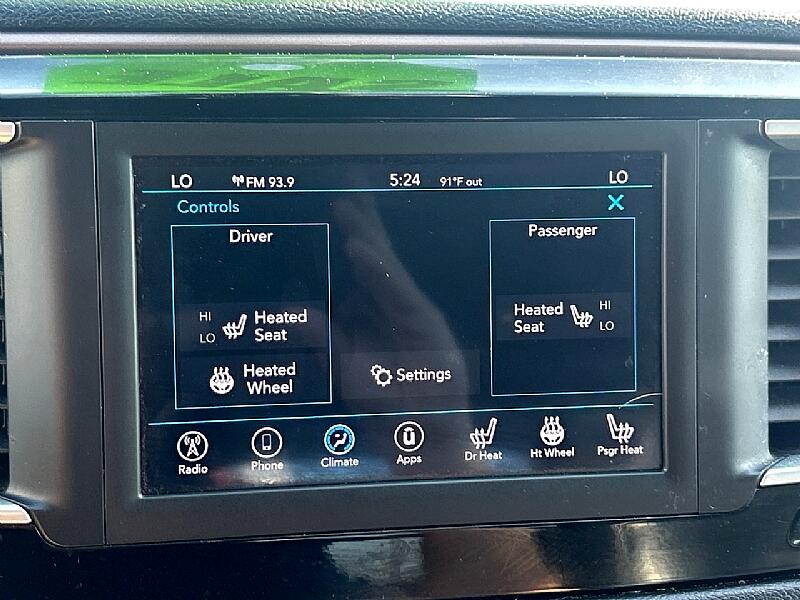 LO FM 93.9 5:24 91°F out LO
Controls
Driver
HI
LO
Heated
Seat
Heated
Wheel
Settings
Passenger
Heated
Seat
HI
LO
Radio Phone Climate Apps Dr Heat Ht Wheel Psgr Heat